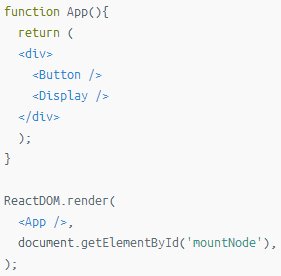 function App(){
  return (
  <div>
    <Button />
    <Display />
  </div>
  );
}

ReactDOM.render(
  <App />,
  document.getElementById('mountNode'),
);